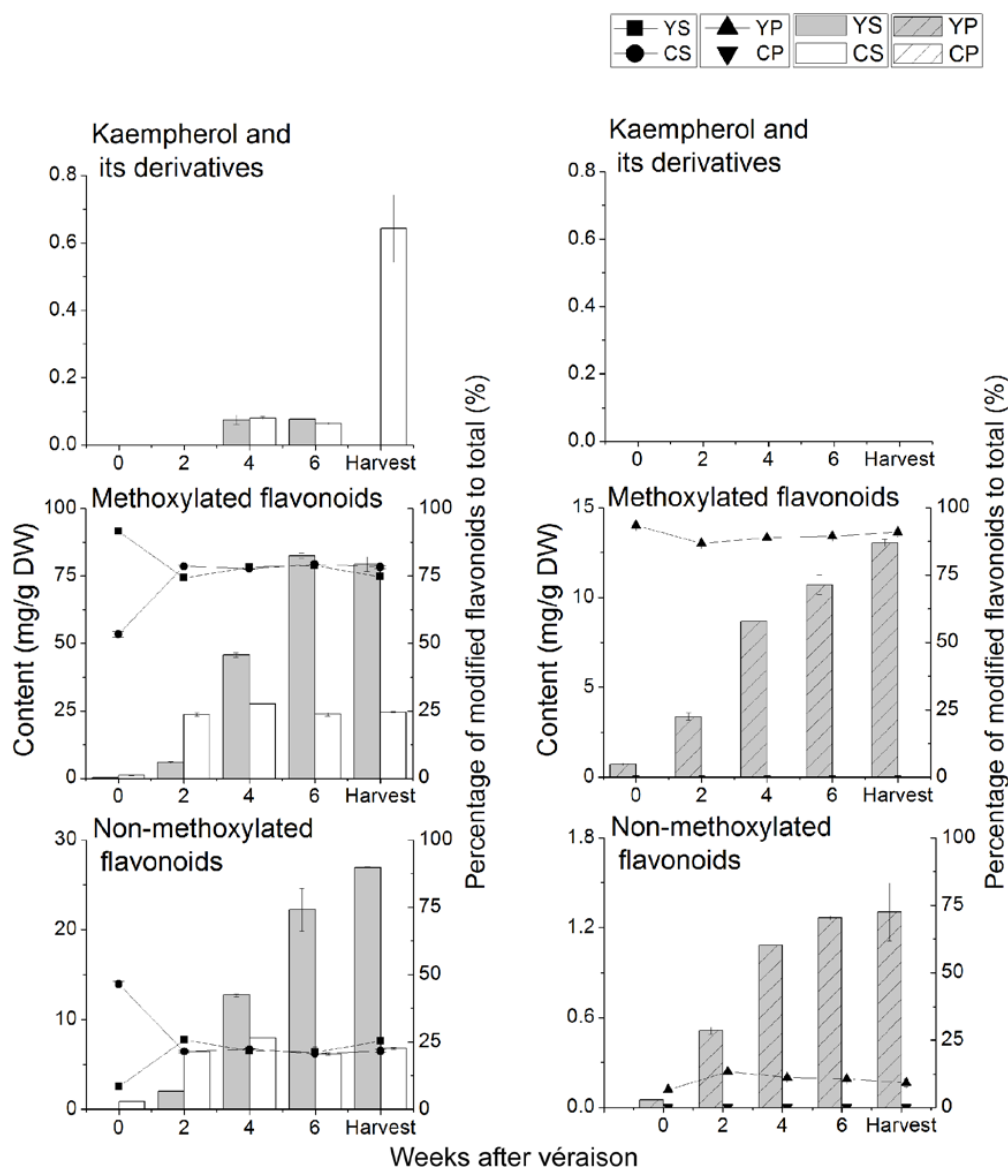 YS YP YS YP
CS CP CS CP
Kaempherol and
its derivatives
0.8
0.6
0.4
0.2
0.0
0 2 4 6 Harvest
Kaempherol and
its derivatives
0.8
0.6
0.4
0.2
0.0
0 2 4 6 Harvest
Methoxylated flavonoids
100
75
50
25
0
100
75
50
25
0
0 2 4 6 Harvest
Methoxylated flavonoids
15
12
9
6
3
0
100
75
50
25
0
0 2 4 6 Harvest
Non-methoxylated
flavonoids
30
20
10
0
100
75
50
25
0
0 2 4 6 Harvest
Non-methoxylated
flavonoids
1.8
1.2
0.6
0.0
100
75
50
25
0
0 2 4 6 Harvest
Content (mg/g DW)
Percentage of modified flavonoids to total (%)
Content (mg/g DW)
Percentage of modified flavonoids to total (%)
Weeks after véraison